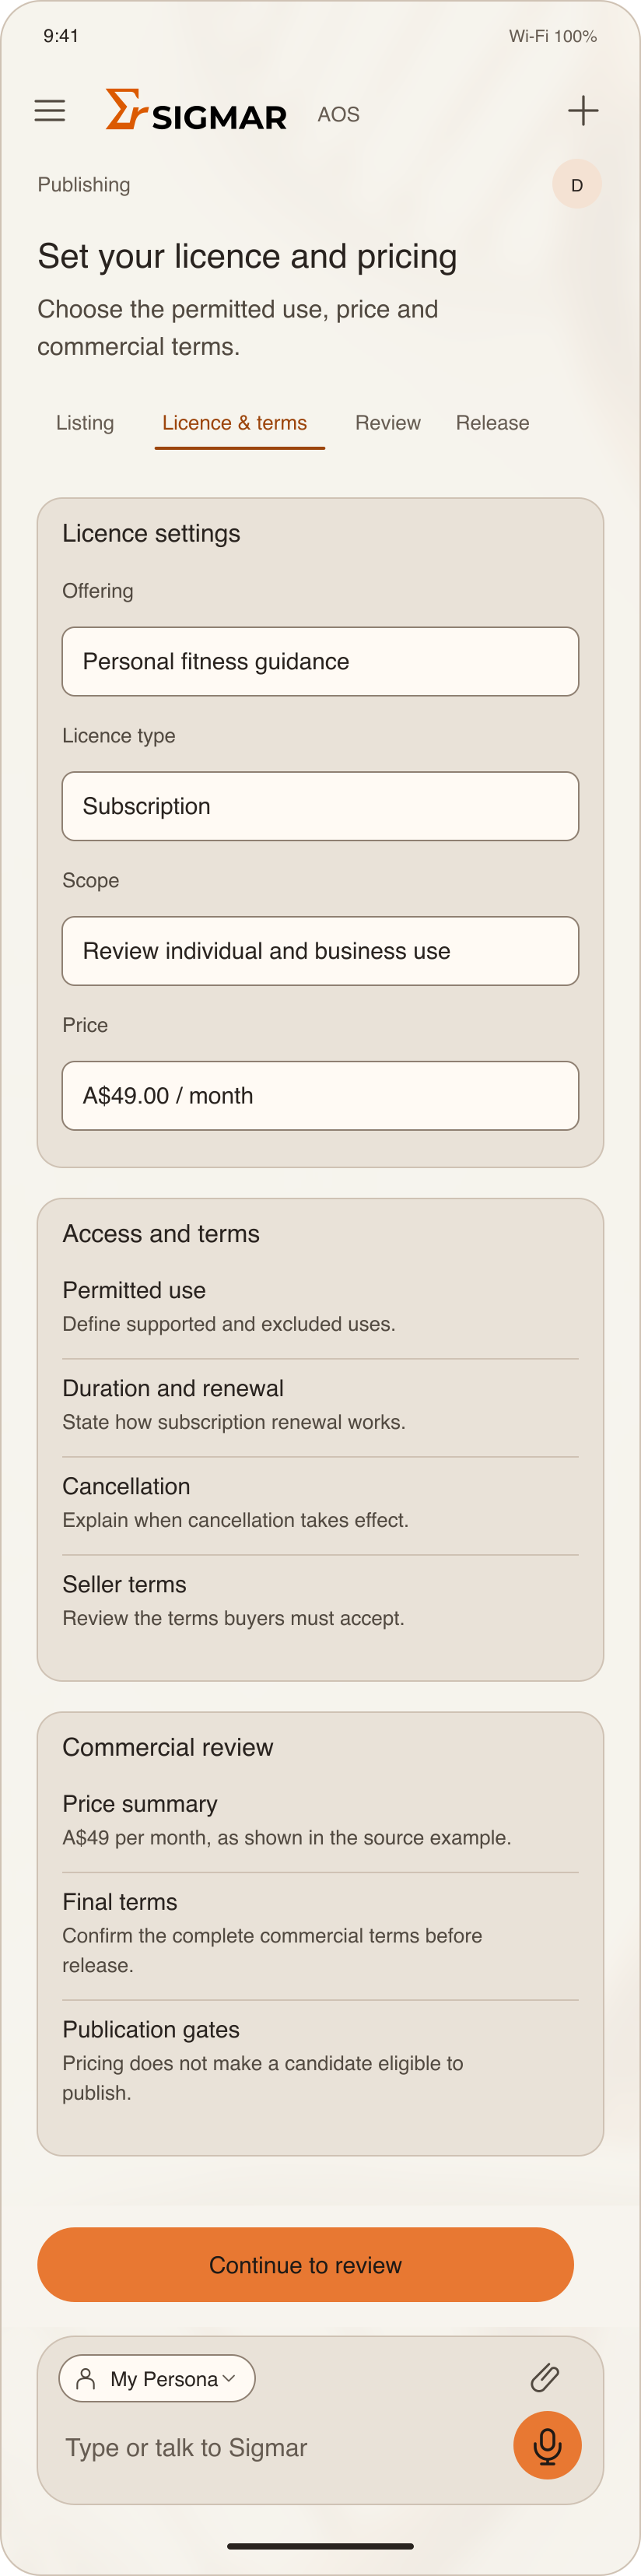 9:41
Wi-Fi 100%
Σr SIGMAR AOS
Publishing
D
Set your licence and pricing
Choose the permitted use, price and
commercial terms.
Listing
Licence & terms
Review
Release
Licence settings
Offering
Personal fitness guidance
Licence type
Subscription
Scope
Review individual and business use
Price
A$49.00 / month
Access and terms
Permitted use
Define supported and excluded uses.
Duration and renewal
State how subscription renewal works.
Cancellation
Explain when cancellation takes effect.
Seller terms
Review the terms buyers must accept.
Commercial review
Price summary
A$49 per month, as shown in the source example.
Final terms
Confirm the complete commercial terms before
release.
Publication gates
Pricing does not make a candidate eligible to
publish.
Continue to review
My Persona
Type or talk to Sigmar